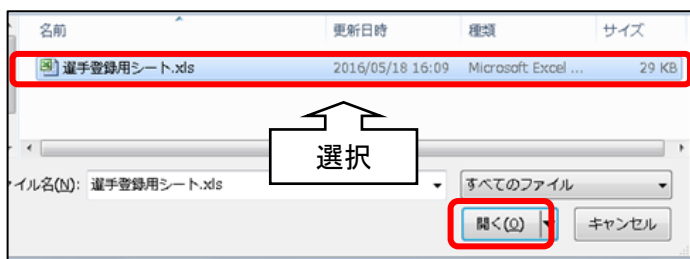 名前 更新日時 種類 サイズ
選手登録用シート.xls 2016/05/18 16:09 Microsoft Excel ... 29 KB
選択
イル名(N): 選手登録用シート.xls すべてのファイル
開く(O) キャンセル